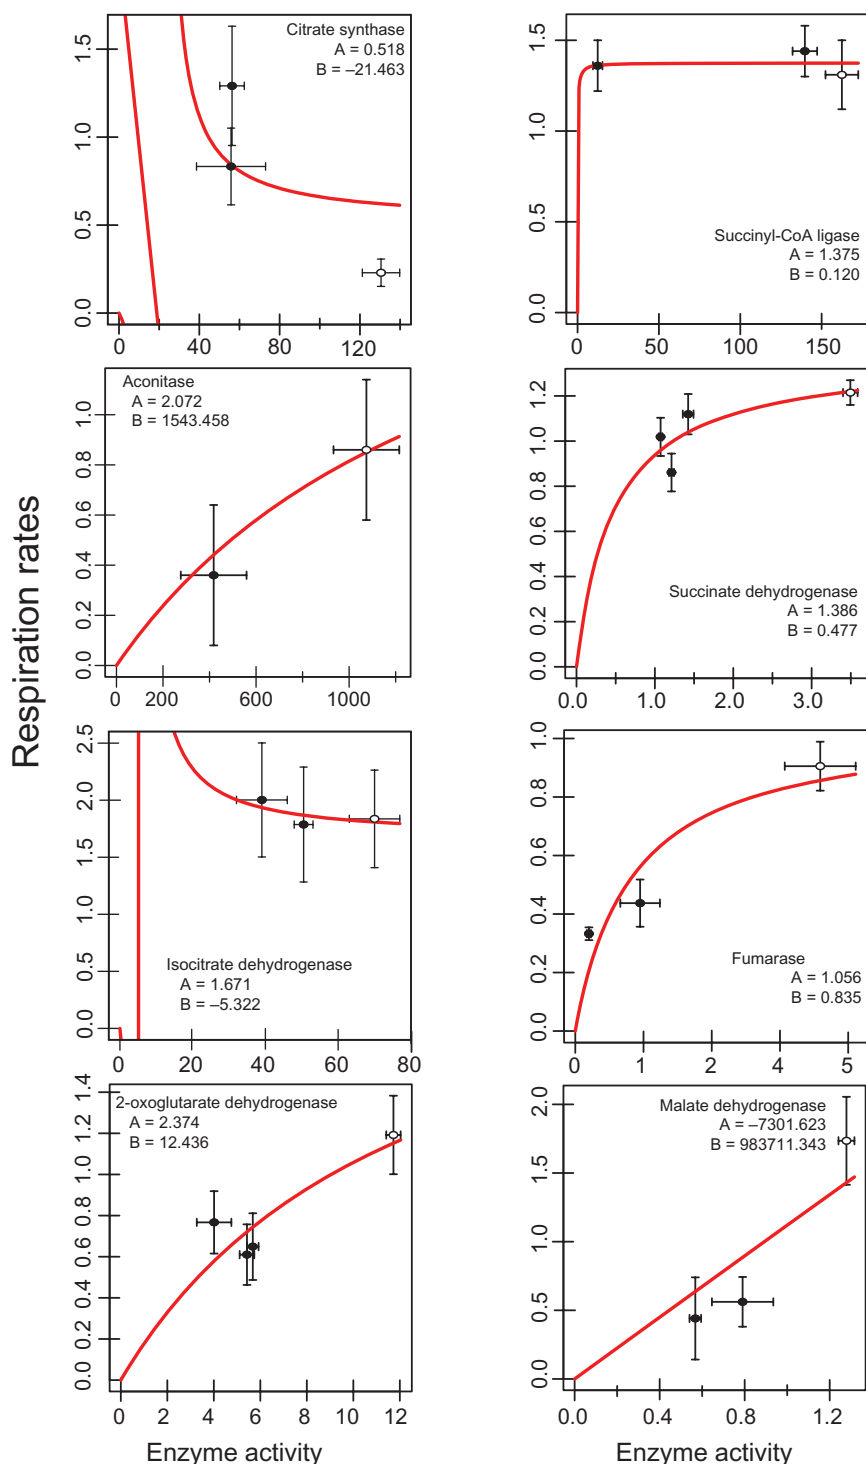 Respiration rates
Citrate synthase
A = 0.518
B = –21.463
0.0 0.5 1.0 1.5
0 40 80 120
Succinyl-CoA ligase
A = 1.375
B = 0.120
0.0 0.5 1.0 1.5
0 50 100 150
Aconitase
A = 2.072
B = 1543.458
0.0 0.2 0.4 0.6 0.8 1.0
0 200 600 1000
Succinate dehydrogenase
A = 1.386
B = 0.477
0.0 0.2 0.4 0.6 0.8 1.0 1.2
0.0 1.0 2.0 3.0
Isocitrate dehydrogenase
A = 1.671
B = –5.322
0.0 0.5 1.0 1.5 2.0 2.5
0 20 40 60 80
Fumarase
A = 1.056
B = 0.835
0.0 0.2 0.4 0.6 0.8 1.0
0 1 2 2 5
2-oxoglutarate dehydrogenase
A = 2.374
B = 12.436
0.0 0.2 0.4 0.6 0.8 1.0 1.2 1.4
0 2 4 6 8 10 12
Malate dehydrogenase
A = –7301.623
B = 983711.343
0.0 0.5 1.0 1.5 2.0
0.0 0.4 0.8 1.2
Enzyme activity
Enzyme activity